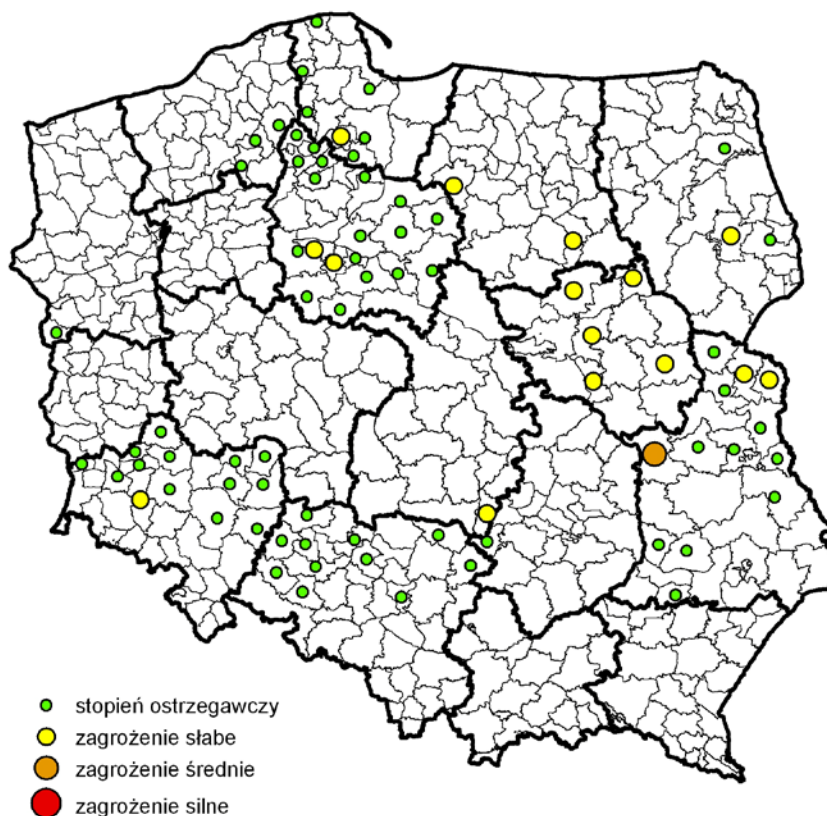 stopień ostrzegawczy
zagrożenie słabe
zagrożenie średnie
zagrożenie silne